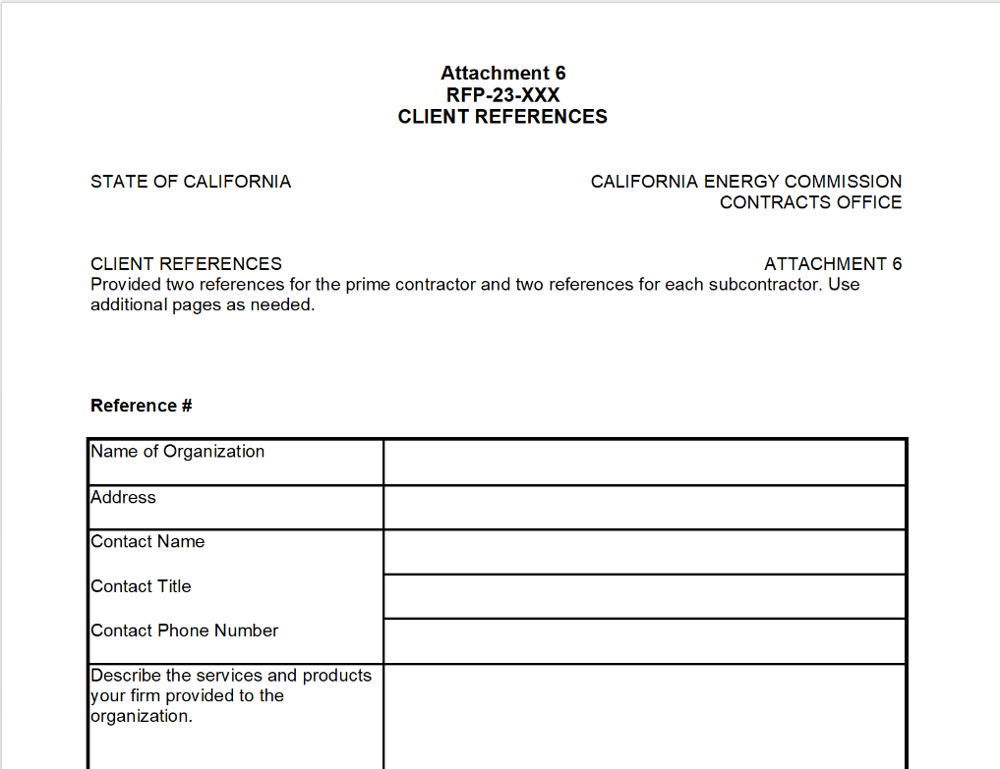 Attachment 6
RFP-23-XXX
CLIENT REFERENCES
STATE OF CALIFORNIA CALIFORNIA ENERGY COMMISSION
CONTRACTS OFFICE
CLIENT REFERENCES ATTACHMENT 6
Provided two references for the prime contractor and two references for each subcontractor. Use
additional pages as needed.
Reference #
Name of Organization
Address
Contact Name
Contact Title
Contact Phone Number
Describe the services and products
your firm provided to the
organization.